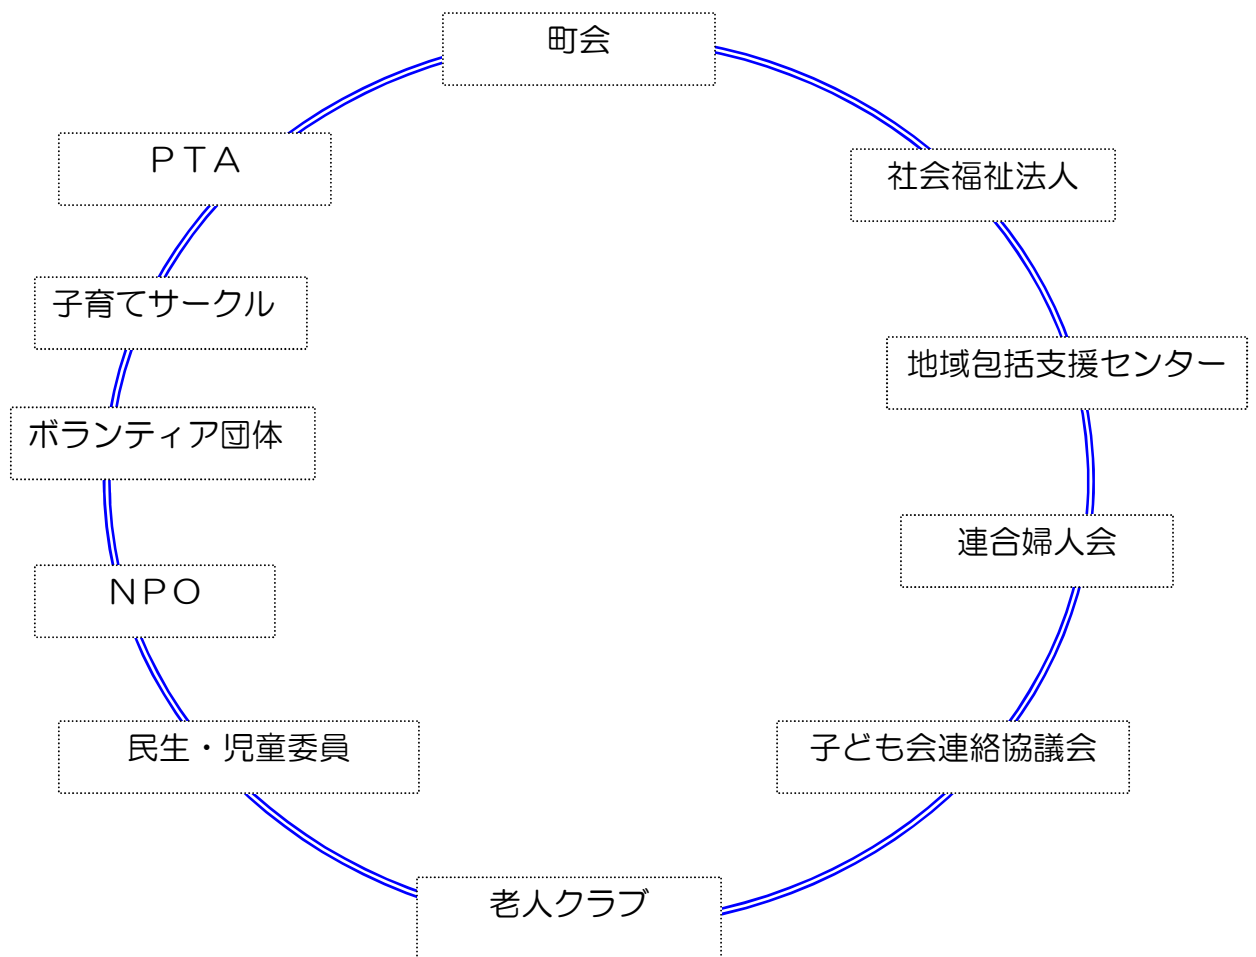 町会
ＰＴＡ
社会福祉法人
子育てサークル
地域包括支援センター
ボランティア団体
連合婦人会
ＮＰＯ
民生・児童委員
子ども会連絡協議会
老人クラブ